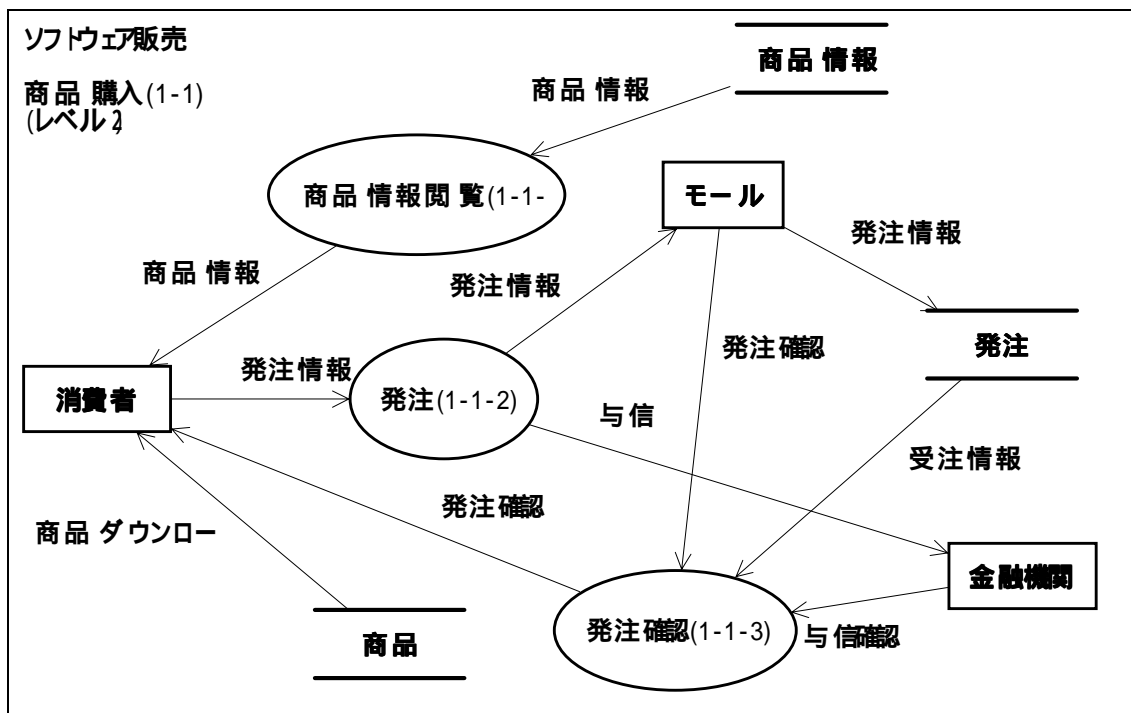 ソフトウェア販売
商品情報
商品購入(1-1)
(レベル2)
商品情報
商品情報閲覧(1-1-
モール
発注情報
商品情報
発注情報
発注確認
発注
発注情報
消費者
発注(1-1-2)
与信
受注情報
発注確認
商品ダウンロー
金融機関
発注確認(1-1-3)
与信確認
商品